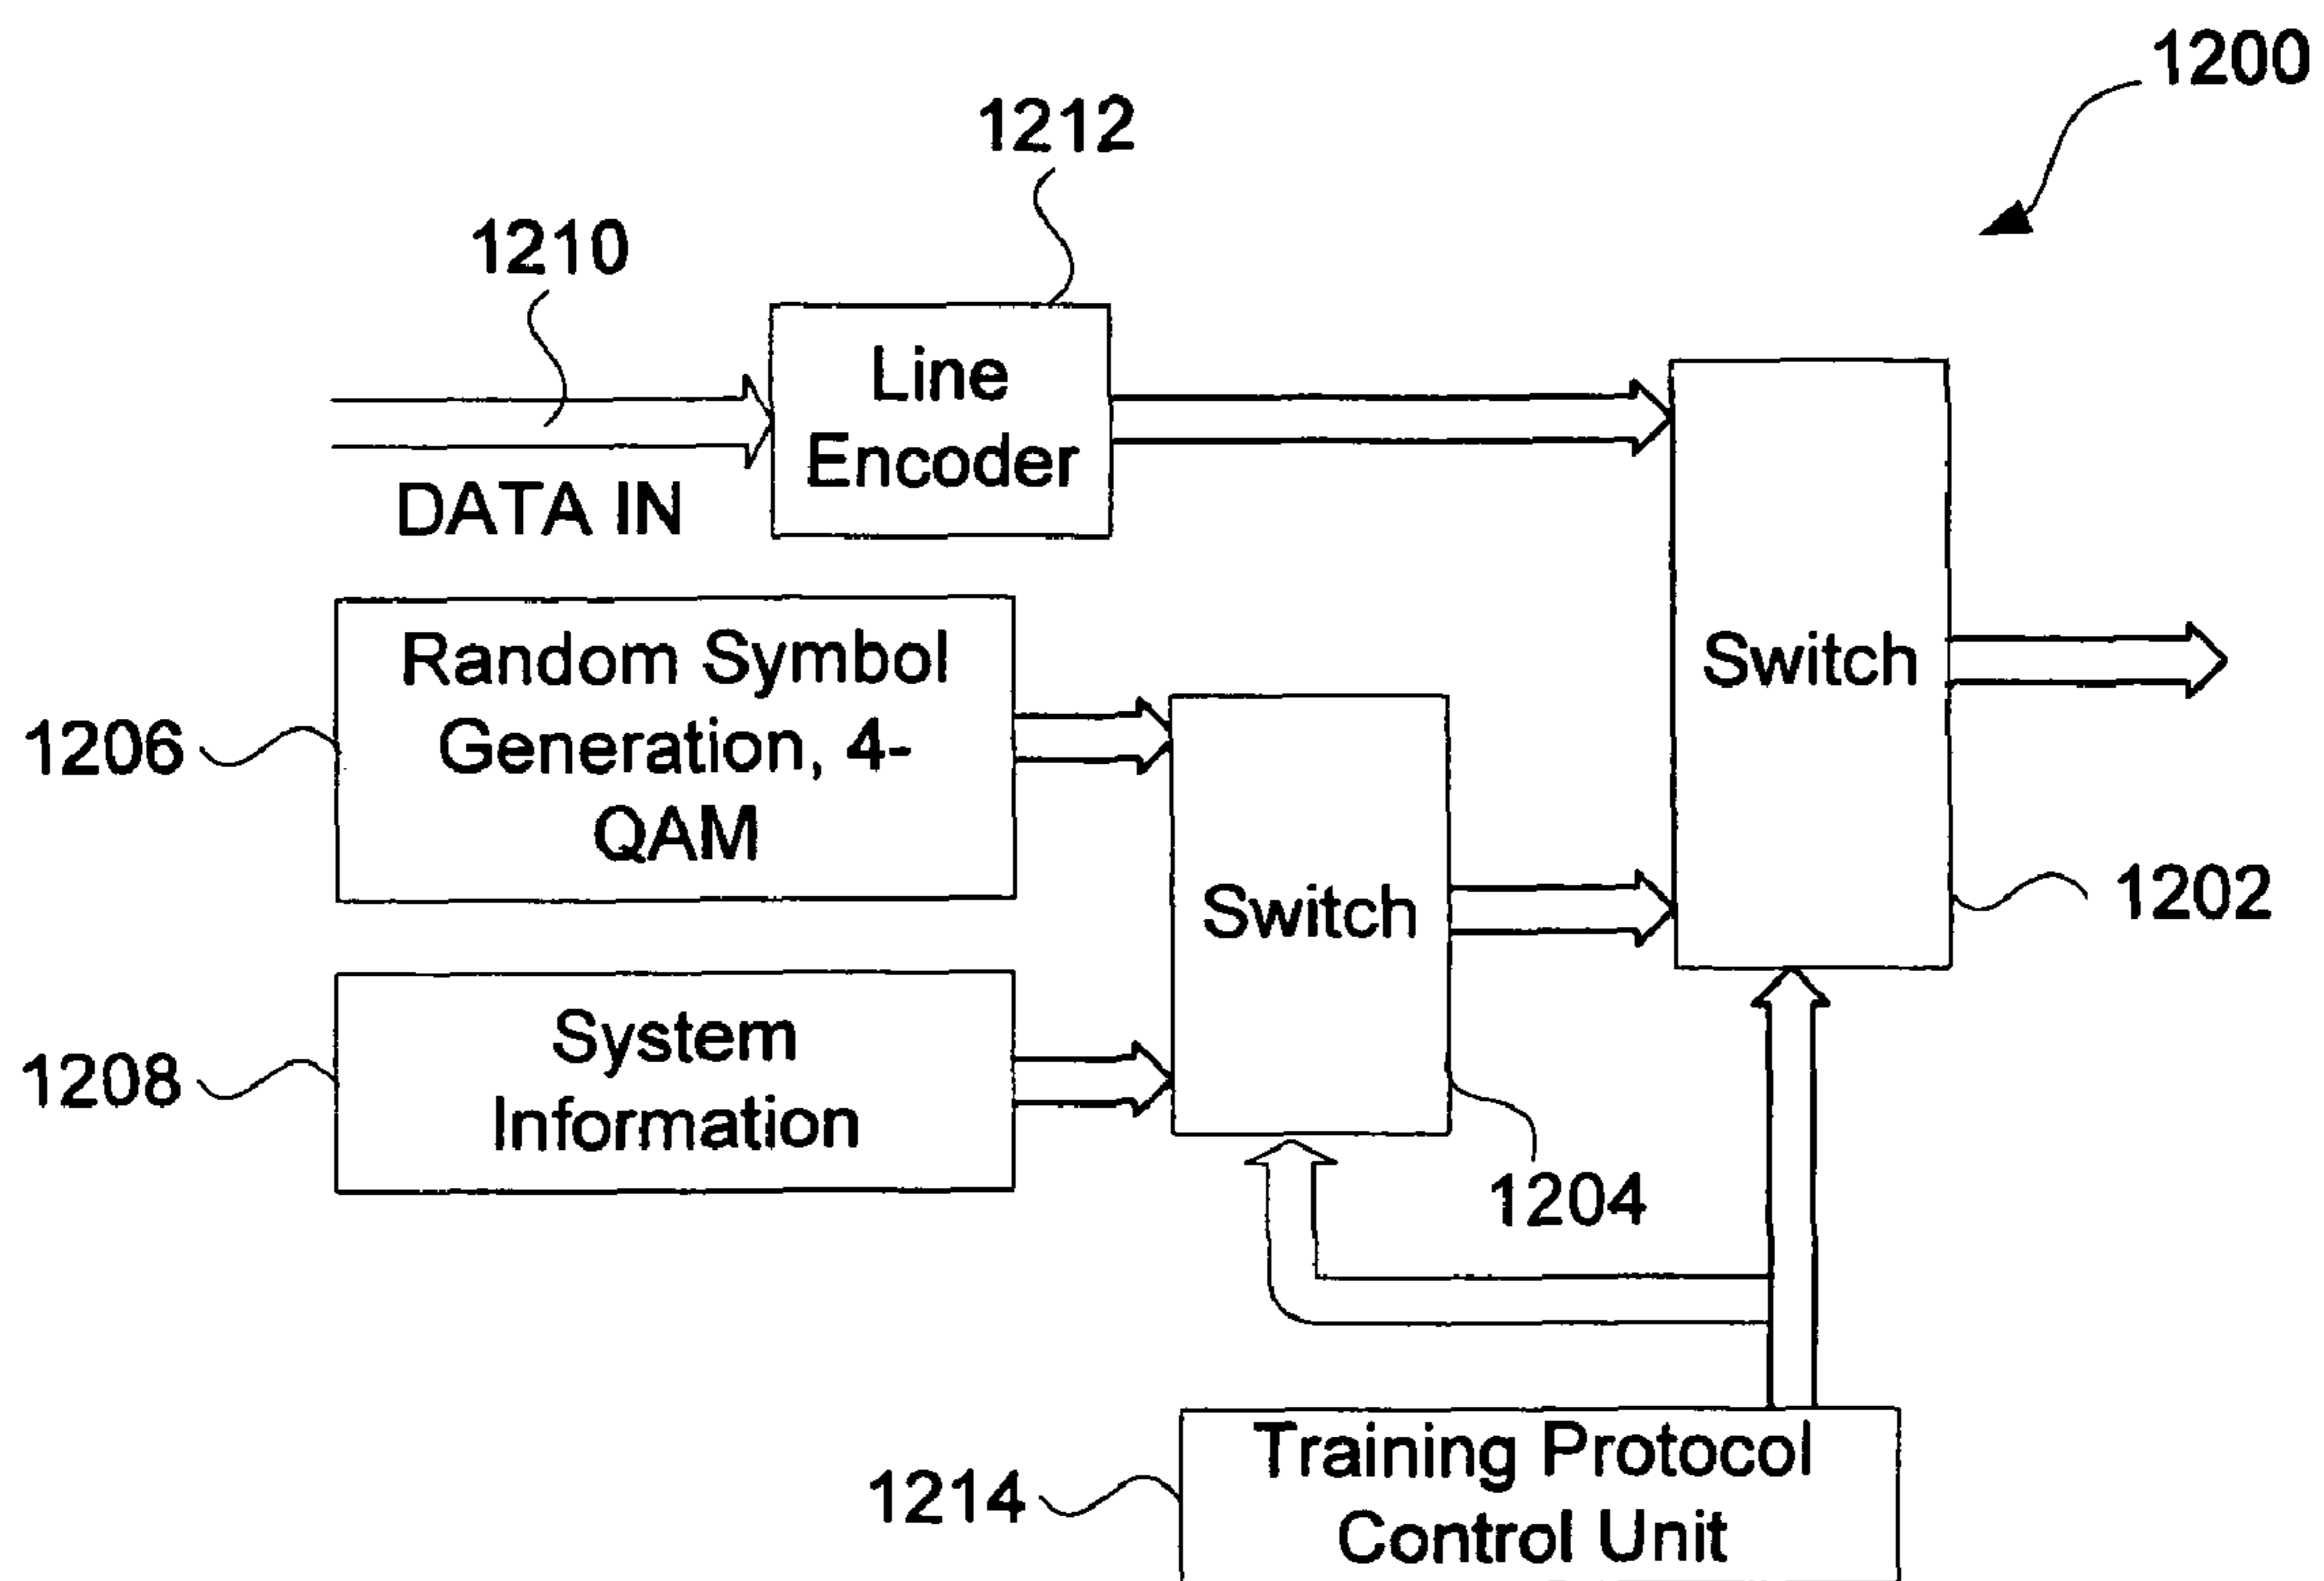 1200
1212
1210
Line
Encoder
DATA IN
Random Symbol
Generation, 4-
QAM
Switch
1206
1202
Switch
System
Information
1208
1204
Training Protocol
Control Unit
1214